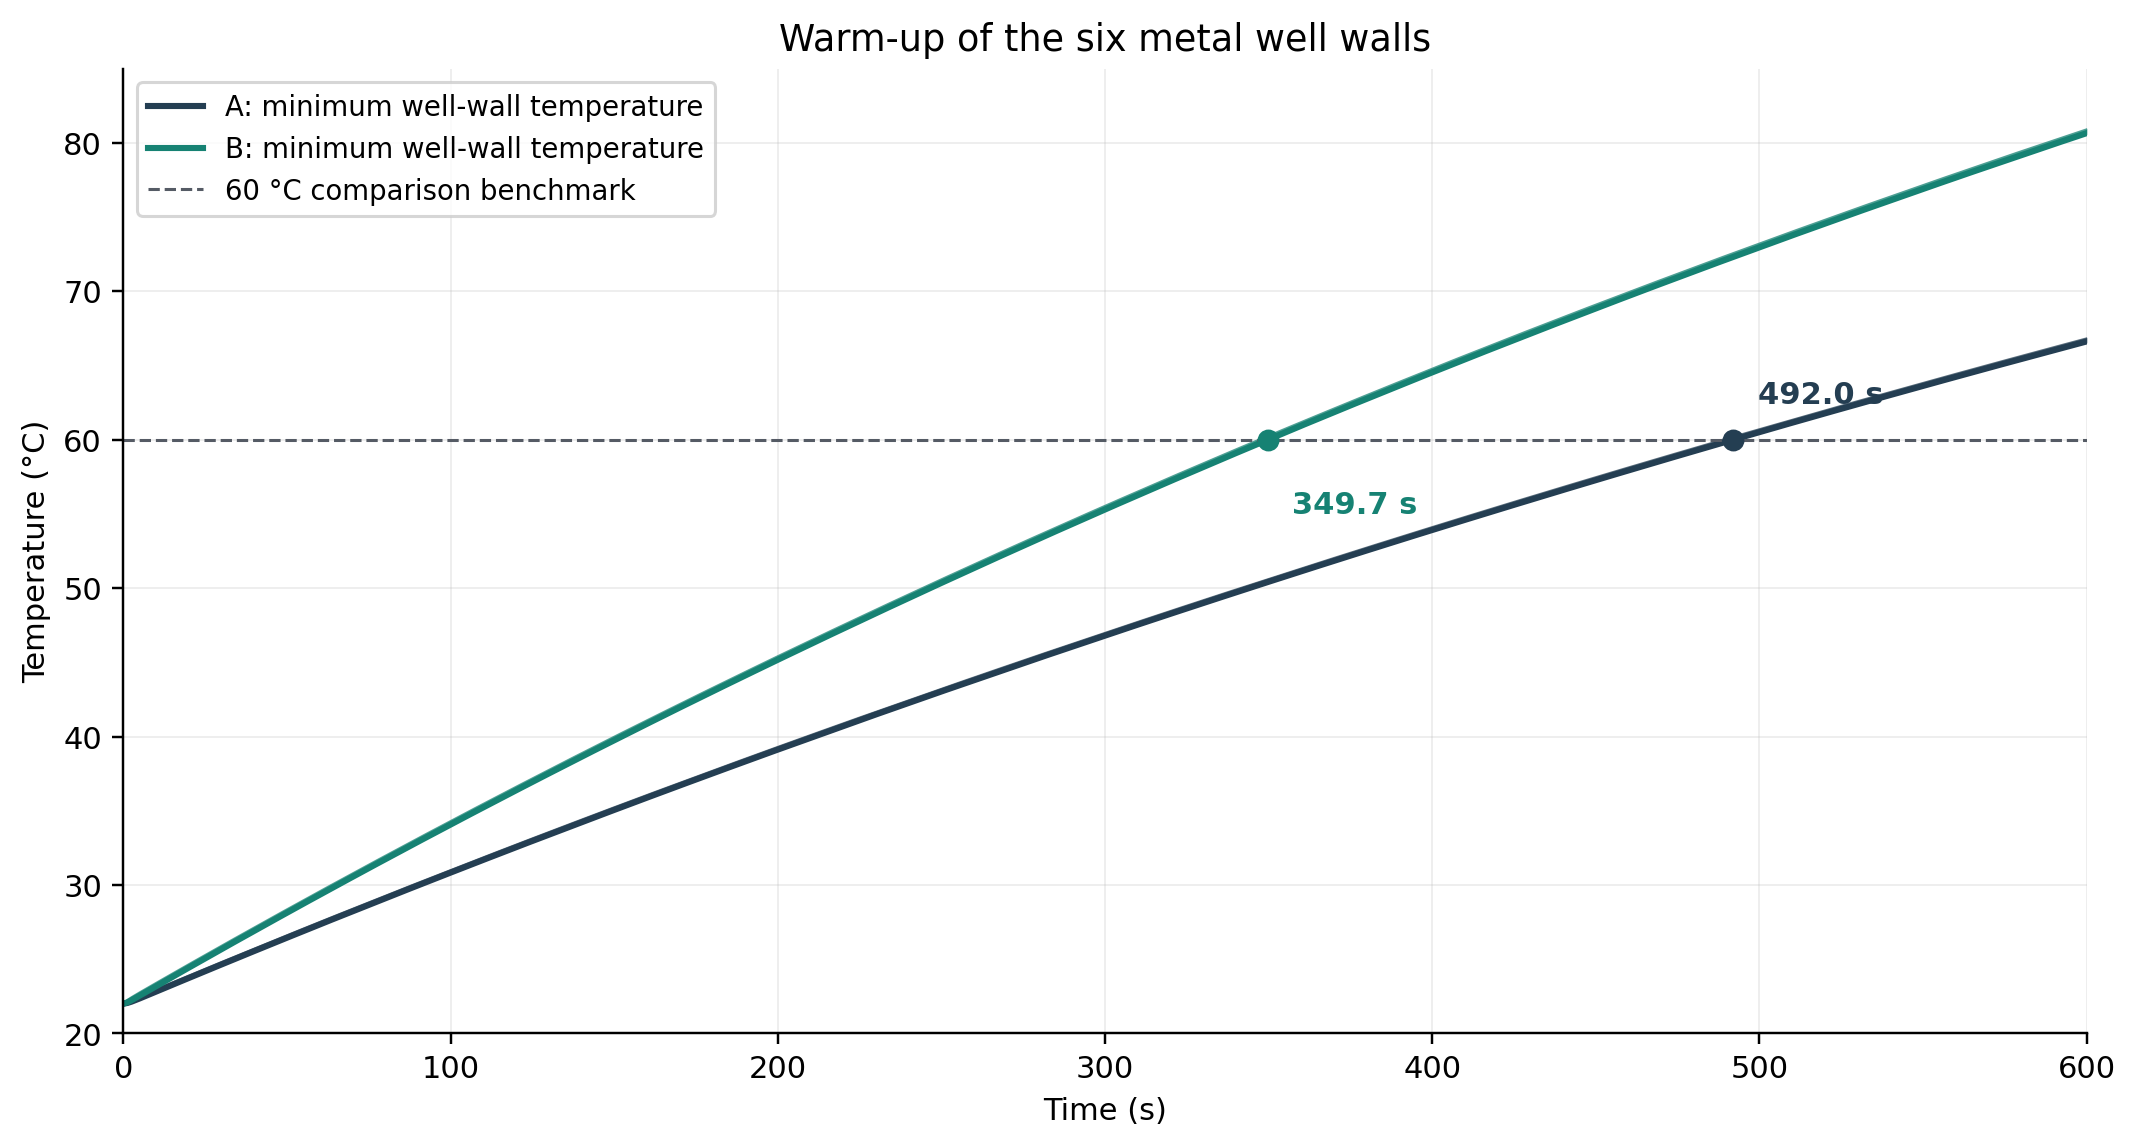 Warm-up of the six metal well walls
A: minimum well-wall temperature
B: minimum well-wall temperature
60 °C comparison benchmark
80
70
60
50
40
30
20
Temperature (°C)
492.0 s
349.7 s
0
100
200
300
400
500
600
Time (s)